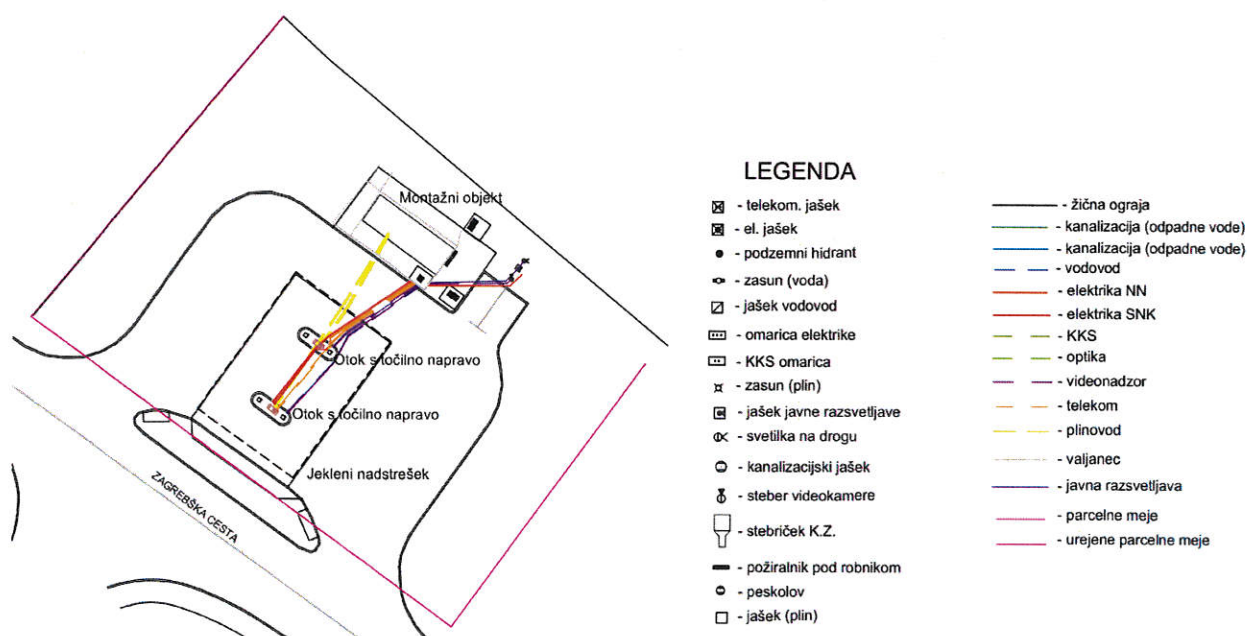 Montažni objekt
Otok s točilno napravo
Otok s točilno napravo
Jekleni nadstrešek
ZAGREBŠKA CESTA
LEGENDA
- telekom. jašek
- el. jašek
- podzemni hidrant
- zasun (voda)
- jašek vodovod
- omarica elektrike
- KKS omarica
- zasun (plin)
- jašek javne razsvetljave
- svetilka na drogu
- kanalizacijski jašek
- steber videokamere
- stebriček K.Z.
- požiralnik pod robnikom
- peskolov
- jašek (plin)
- žična ograja
- kanalizacija (odpadne vode)
- kanalizacija (odpadne vode)
- vodovod
- elektrika NN
- elektrika SNK
- KKS
- optika
- videonadzor
- telekom
- plinovod
- valjanec
- javna razsvetljava
- parcelne meje
- urejene parcelne meje